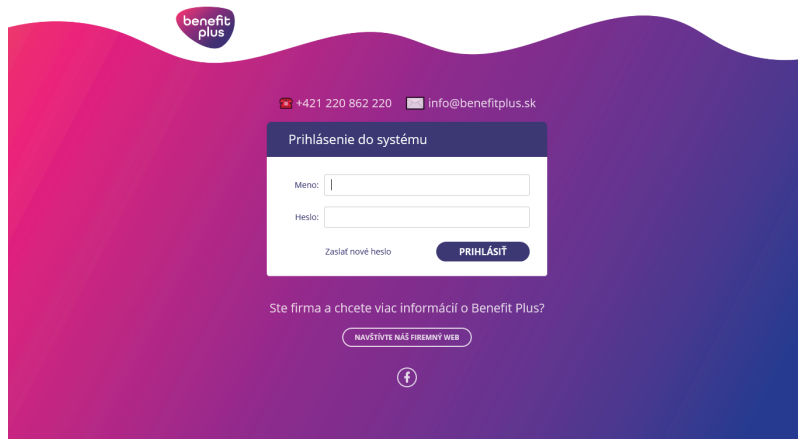 benefit
plus
+421 220 862 220 info@benefitplus.sk
Prihlásenie do systému
Meno:
Heslo:
Zaslať nové heslo PRIHLÁSIŤ
Ste firma a chcete viac informácií o Benefit Plus?
NAVŠTÍVTE NÁŠ FIREMNÝ WEB